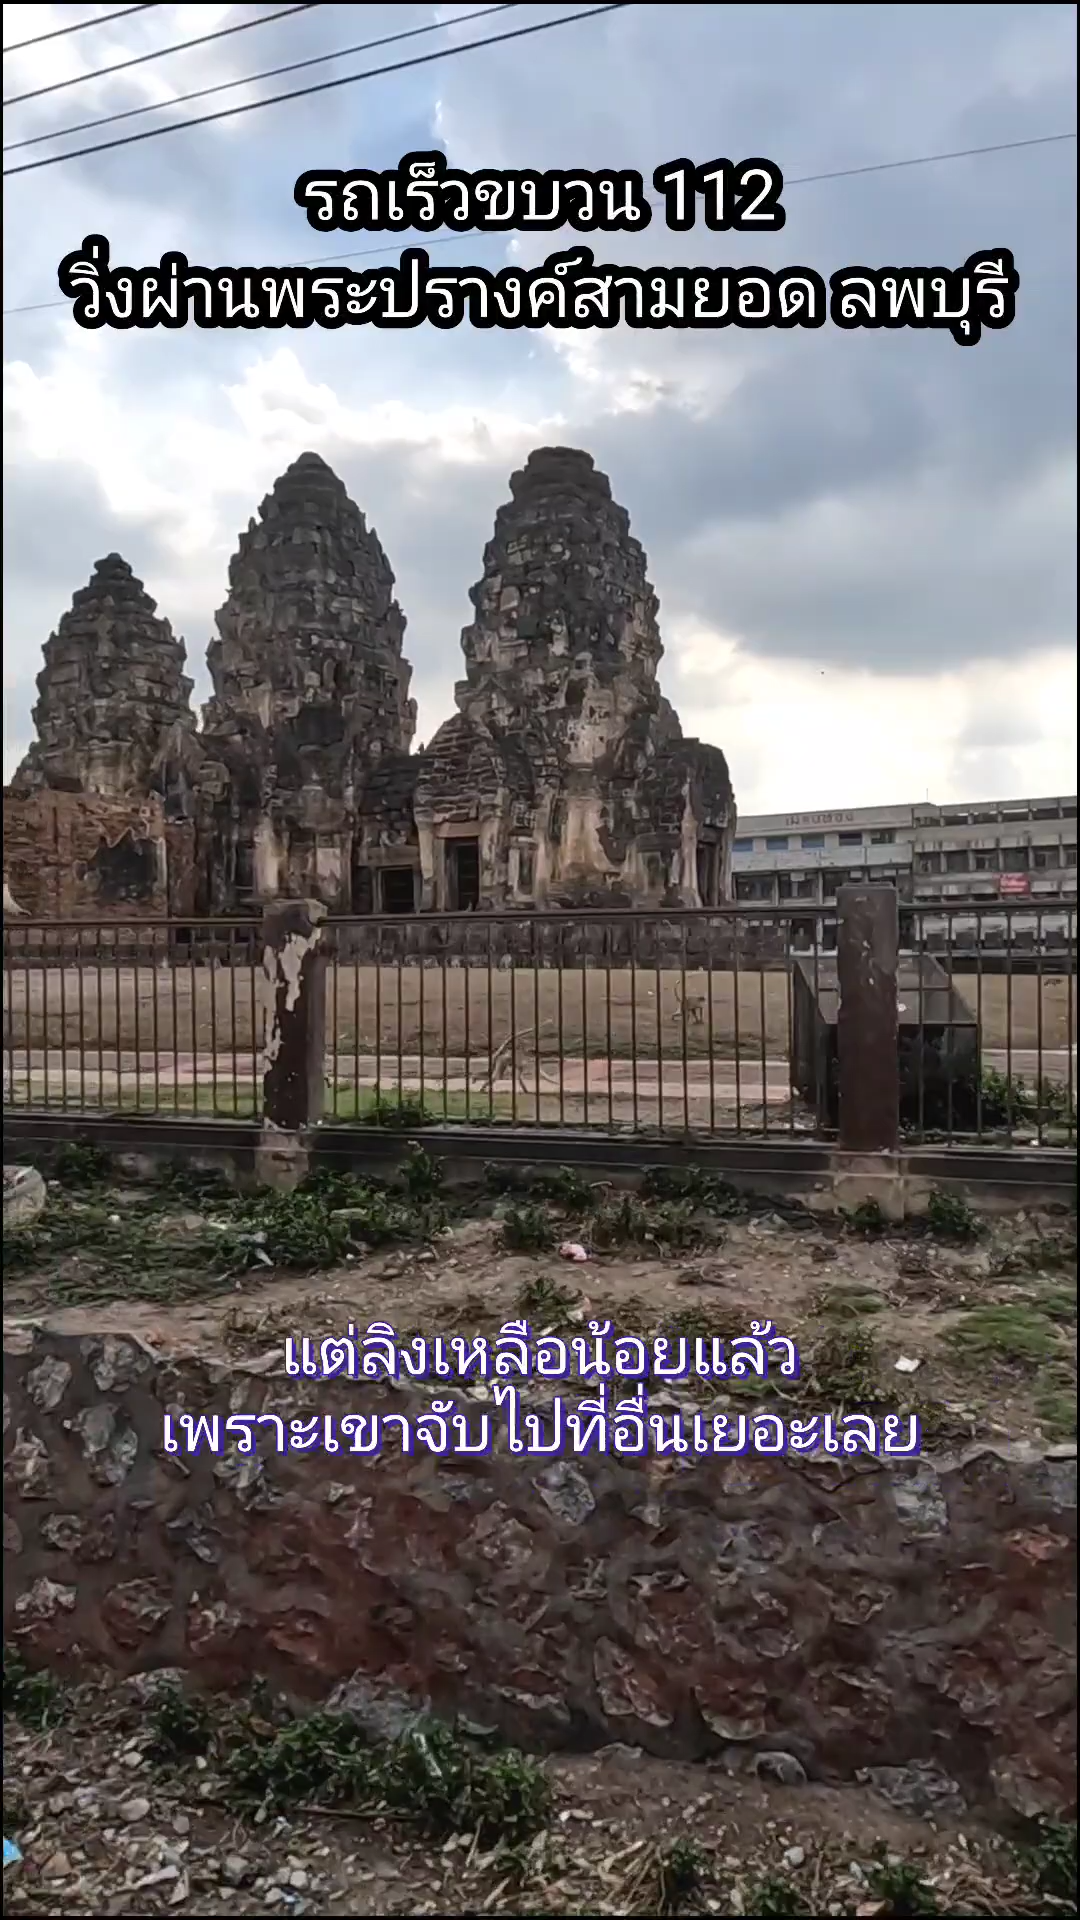 รถเร็วขบวน 112
วิ่งผ่านพระปรางค์สามยอด ลพบุรี
แต่ลิงเหลือน้อยแล้ว
เพราะเขาจับไปที่อื่นเยอะเลย